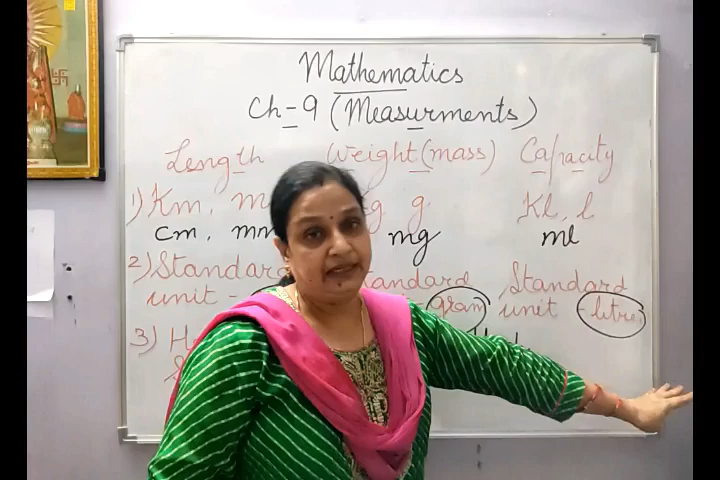 Mathematics
Ch-9 (Measurments)
Length Weight (mass) Capacity
1) Km, m g Kl, l
cm, mm mg ml
2) Standard Standard Standard
unit - gram unit - litre
3)